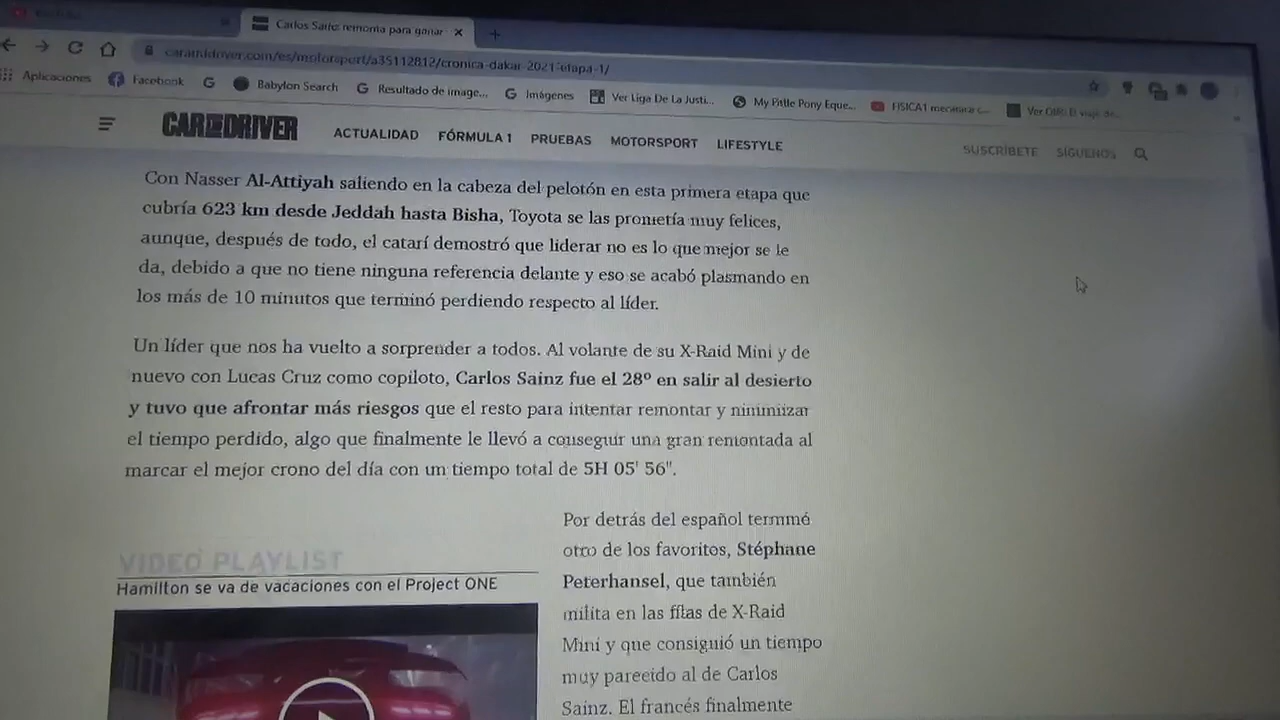 Carlos Sainz remonta para ganar
caranddriver.com/es/motorsport/a35112812/cronica-dakar-2021-etapa-1/
Aplicaciones
Facebook
Babylon Search
Resultado de image...
Imágenes
Ver Liga De La Justi...
My Little Pony Eque...
FISICA1
CAR AND DRIVER
ACTUALIDAD
FÓRMULA 1
PRUEBAS
MOTORSPORT
LIFESTYLE
SUSCRÍBETE
SÍGUENOS
Con Nasser Al-Attiyah saliendo en la cabeza del pelotón en esta primera etapa que
cubría 623 km desde Jeddah hasta Bisha, Toyota se las prometía muy felices,
aunque, después de todo, el catarí demostró que liderar no es lo que mejor se le
da, debido a que no tiene ninguna referencia delante y eso se acabó plasmando en
los más de 10 minutos que terminó perdiendo respecto al líder.
Un líder que nos ha vuelto a sorprender a todos. Al volante de su X-Raid Mini y de
nuevo con Lucas Cruz como copiloto, Carlos Sainz fue el 28º en salir al desierto
y tuvo que afrontar más riesgos que el resto para intentar remontar y minimizar
el tiempo perdido, algo que finalmente le llevó a conseguir una gran remontada al
marcar el mejor crono del día con un tiempo total de 5H 05' 56".
VIDEO PLAYLIST
Hamilton se va de vacaciones con el Project ONE
Por detrás del español terminó
otro de los favoritos, Stéphane
Peterhansel, que también
milita en las filas de X-Raid
Mini y que consiguió un tiempo
muy parecido al de Carlos
Sainz. El francés finalmente